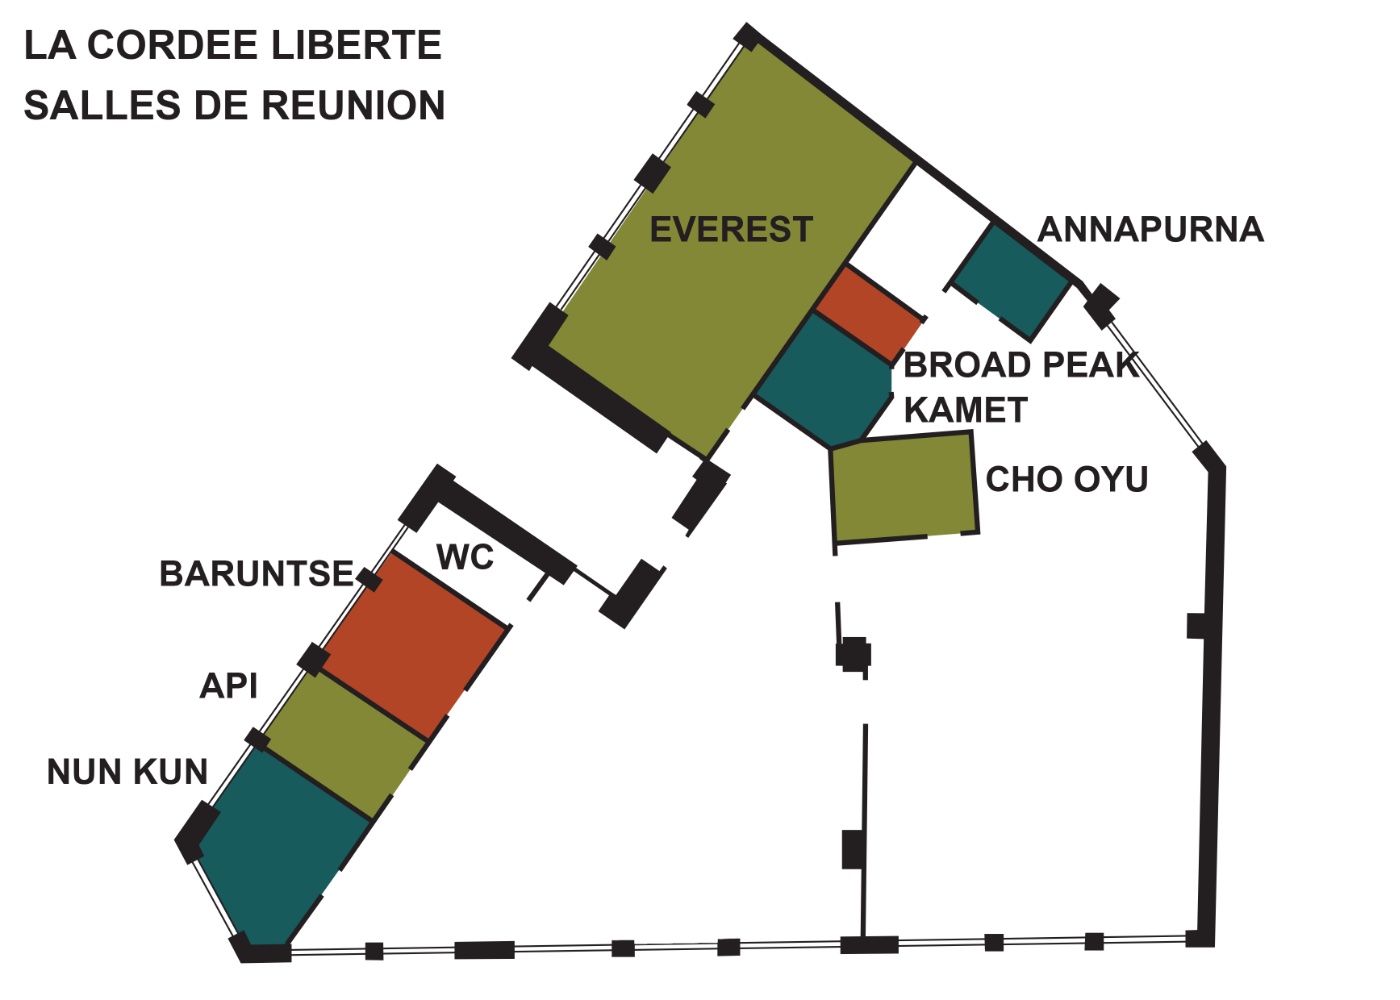 LA CORDEE LIBERTE
SALLES DE REUNION
EVEREST
ANNAPURNA
BROAD PEAK
KAMET
CHO OYU
WC
BARUNTSE
API
NUN KUN